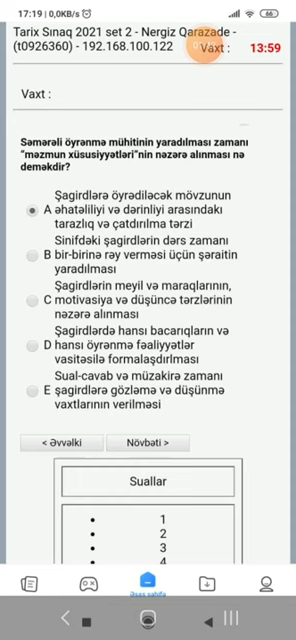 17:19 | 0,0KB/s
66
Tarix Sınaq 2021 set 2 - Nergiz Qarazade -
(t0926360) - 192.168.100.122 Vaxt : 13:59
Vaxt :
Səmərəli öyrənmə mühitinin yaradılması zamanı
“məzmun xüsusiyyətləri”nin nəzərə alınması nə
deməkdir?
Şagirdlərə öyrədiləcək mövzunun
A əhatəliliyi və dərinliyi arasındakı
tarazlıq və çatdırılma tərzi
Sinifdəki şagirdlərin dərs zamanı
B bir-birinə rəy verməsi üçün şəraitin
yaradılması
Şagirdlərin meyil və maraqlarının,
C motivasiya və düşüncə tərzlərinin
nəzərə alınması
Şagirdlərdə hansı bacarıqların və
D hansı öyrənmə fəaliyyətlər
vasitəsilə formalaşdırılması
Sual-cavab və müzakirə zamanı
E şagirdlərə gözləmə və düşünmə
vaxtlarının verilməsi
< Əvvəlki Növbəti >
Suallar
1
2
3
4
Əsas səhifə